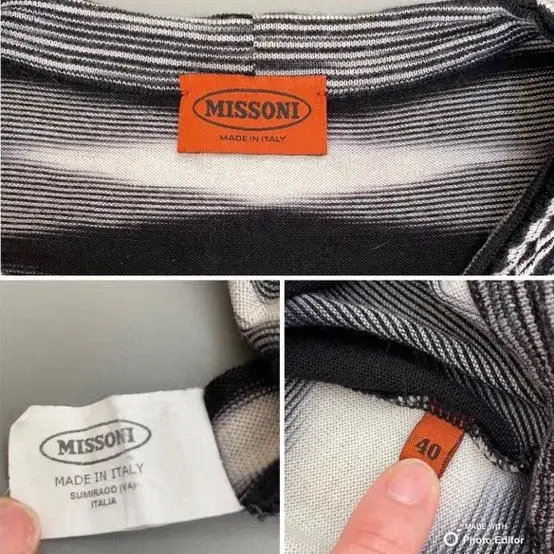 MISSONI
MADE IN ITALY
MISSONI
MADE IN ITALY
SUMIRAGO (VA)
ITALIA
40
MADE WITH
Photo Editor